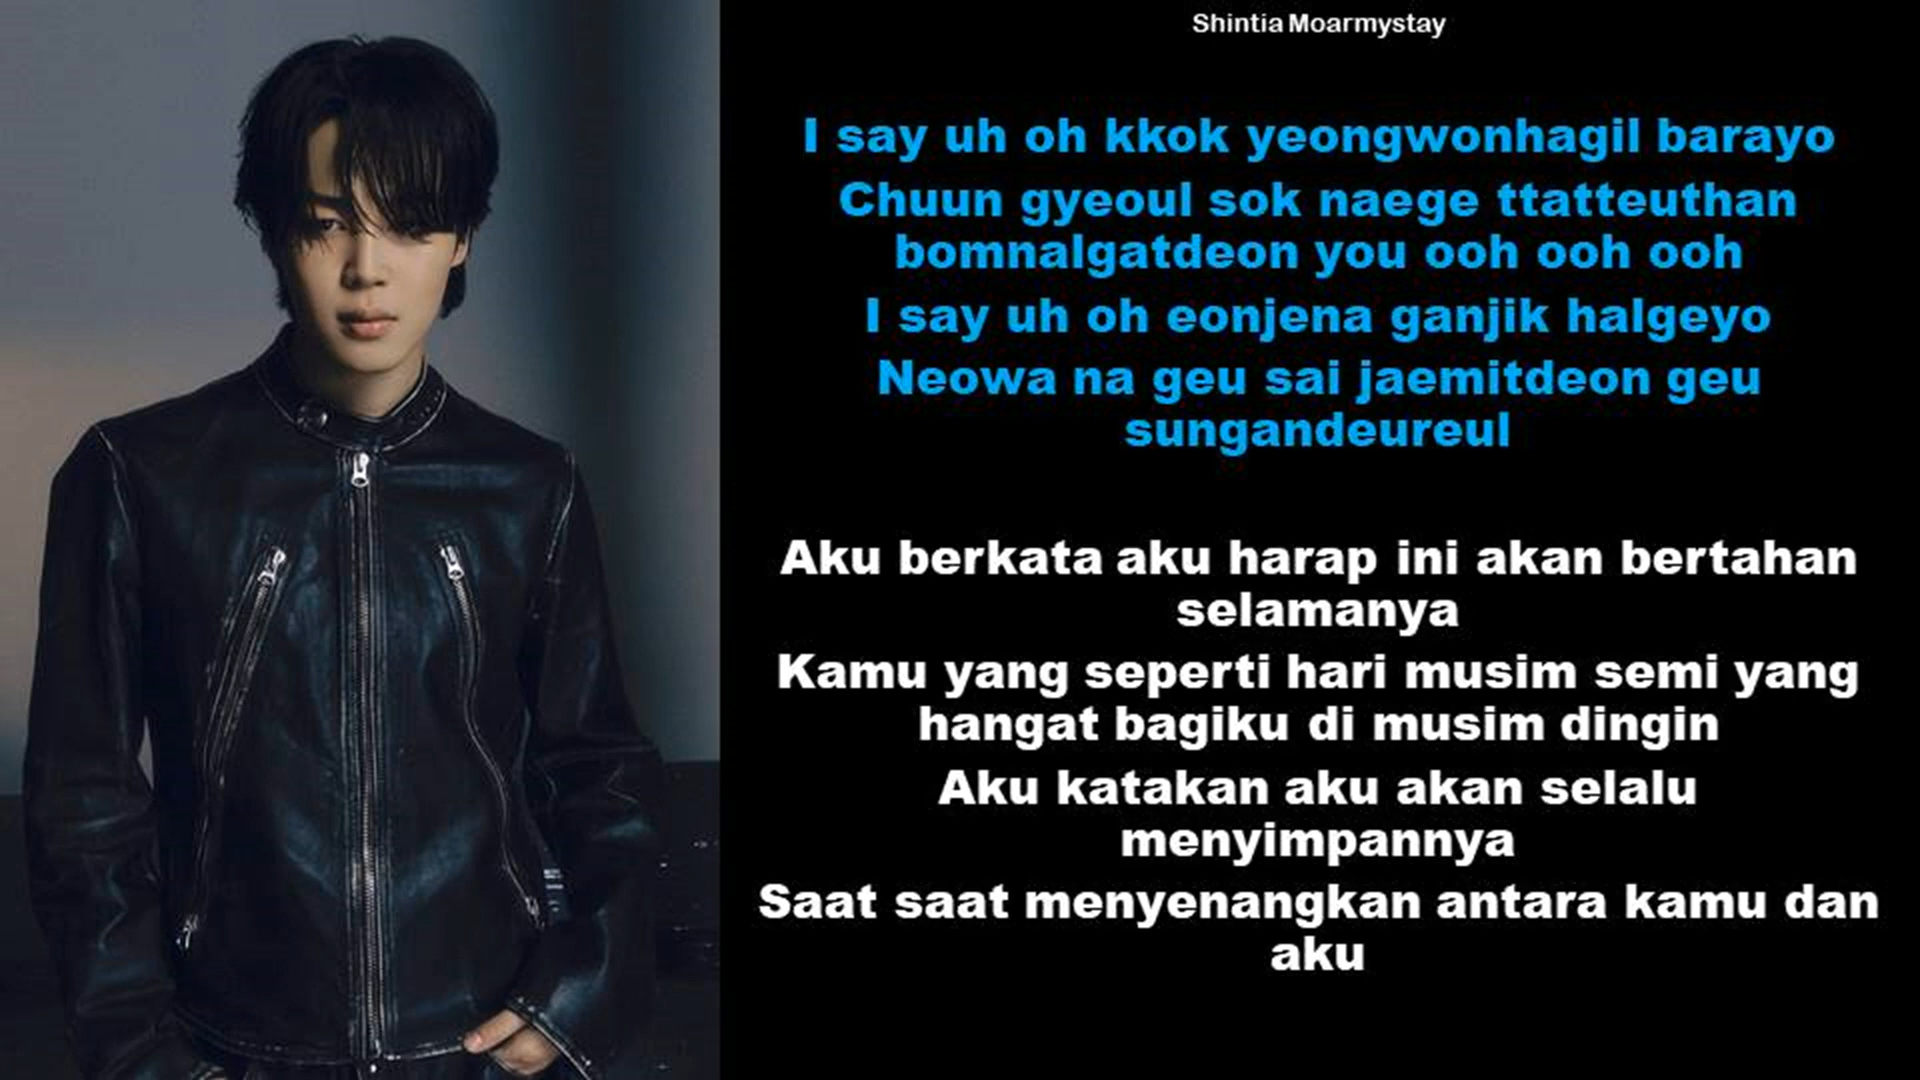 Shintia Moarmystay
I say uh oh kkok yeongwonhagil barayo
Chuun gyeoul sok naege ttatteuthan
bomnalgatdeon you ooh ooh ooh
I say uh oh eonjena ganjik halgeyo
Neowa na geu sai jaemitdeon geu
sungandeureul
Aku berkata aku harap ini akan bertahan
selamanya
Kamu yang seperti hari musim semi yang
hangat bagiku di musim dingin
Aku katakan aku akan selalu
menyimpannya
Saat saat menyenangkan antara kamu dan
aku